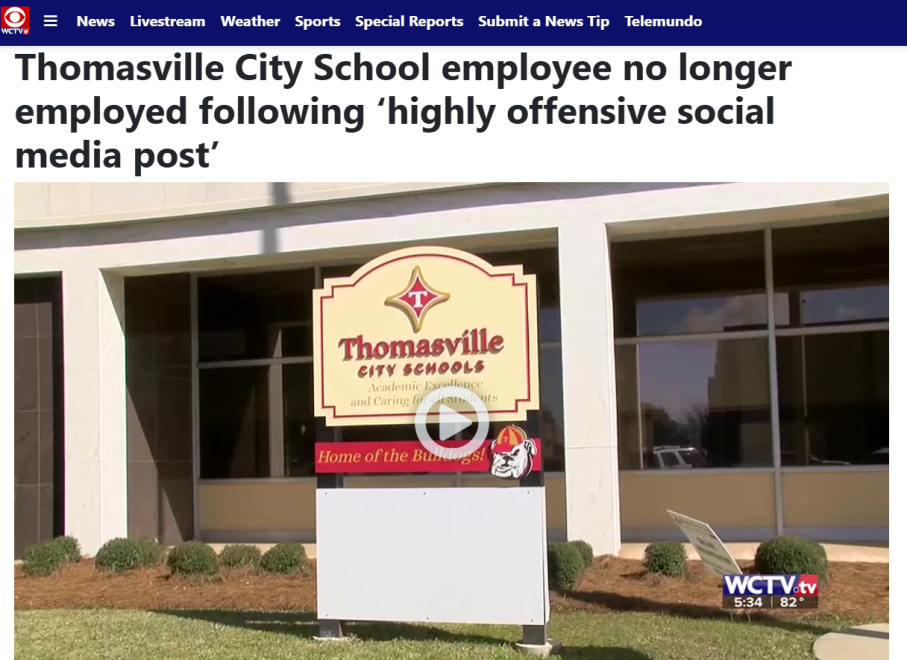 WCTV.tv
News Livestream Weather Sports Special Reports Submit a News Tip Telemundo
Thomasville City School employee no longer
employed following ‘highly offensive social
media post’
T
Thomasville
CITY SCHOOLS
Academic Excellence
and Caring for all Students
Home of the Bulldogs!
WCTV.tv
5:34 82°